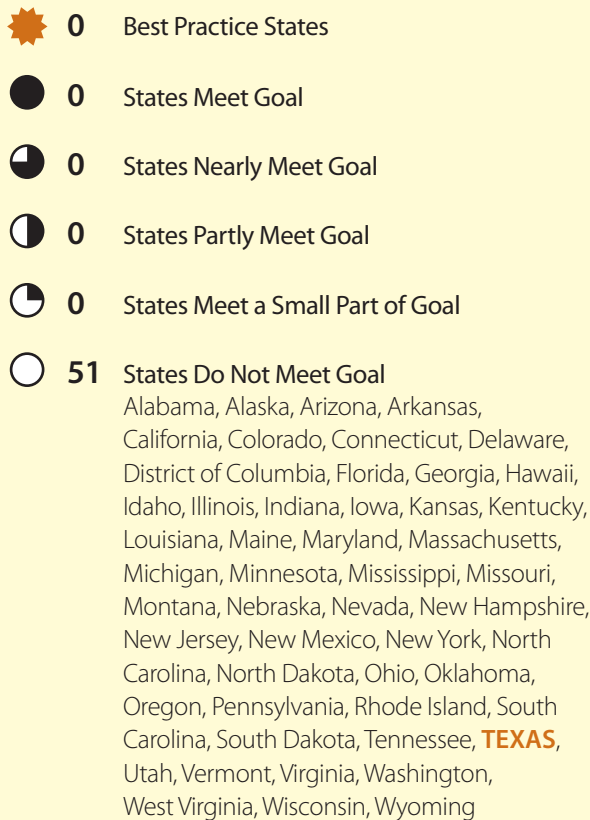 0 Best Practice States
0 States Meet Goal
0 States Nearly Meet Goal
0 States Partly Meet Goal
0 States Meet a Small Part of Goal
51 States Do Not Meet Goal
Alabama, Alaska, Arizona, Arkansas,
California, Colorado, Connecticut, Delaware,
District of Columbia, Florida, Georgia, Hawaii,
Idaho, Illinois, Indiana, Iowa, Kansas, Kentucky,
Louisiana, Maine, Maryland, Massachusetts,
Michigan, Minnesota, Mississippi, Missouri,
Montana, Nebraska, Nevada, New Hampshire,
New Jersey, New Mexico, New York, North
Carolina, North Dakota, Ohio, Oklahoma,
Oregon, Pennsylvania, Rhode Island, South
Carolina, South Dakota, Tennessee, TEXAS,
Utah, Vermont, Virginia, Washington,
West Virginia, Wisconsin, Wyoming